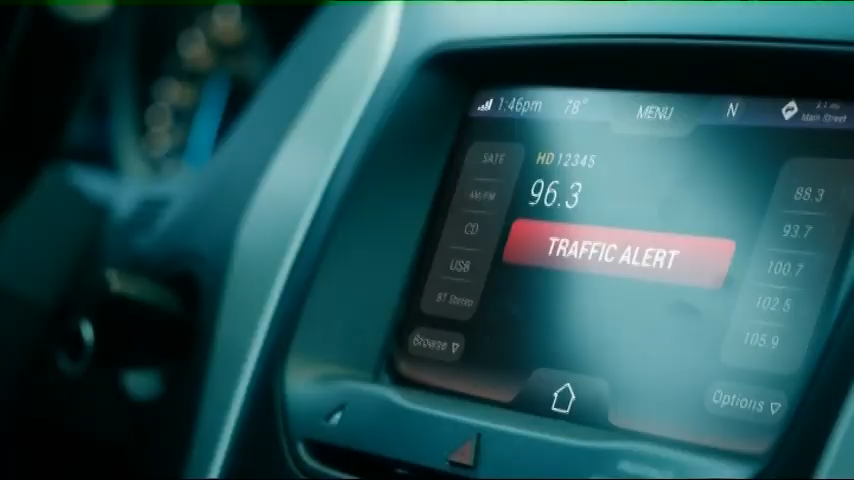 1:46pm 78° MENU N
Main Street
SATE
AM/FM
CD
USB
BT Stereo
Browse
HD 12345
96.3
TRAFFIC ALERT
88.3
93.7
100.7
102.5
105.9
Options